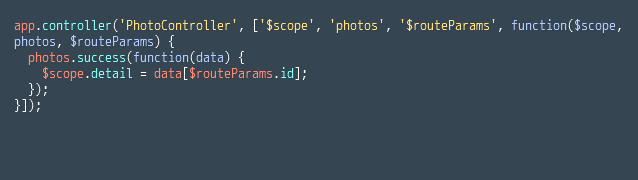 app.controller('PhotoController', ['$scope', 'photos', '$routeParams', function($scope,
photos, $routeParams) {
  photos.success(function(data) {
    $scope.detail = data[$routeParams.id];
  });
}]);